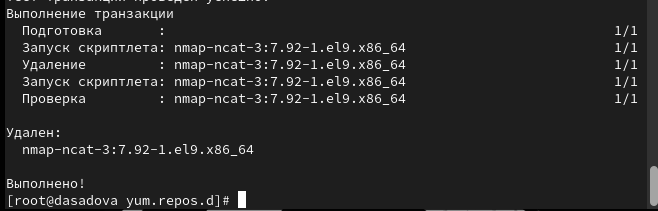 Выполнение транзакции
Подготовка : 1/1
Запуск скриптлета: nmap-ncat-3:7.92-1.el9.x86_64 1/1
Удаление : nmap-ncat-3:7.92-1.el9.x86_64 1/1
Запуск скриптлета: nmap-ncat-3:7.92-1.el9.x86_64 1/1
Проверка : nmap-ncat-3:7.92-1.el9.x86_64 1/1
Удален:
nmap-ncat-3:7.92-1.el9.x86_64
Выполнено!
[root@dasadova yum.repos.d]#